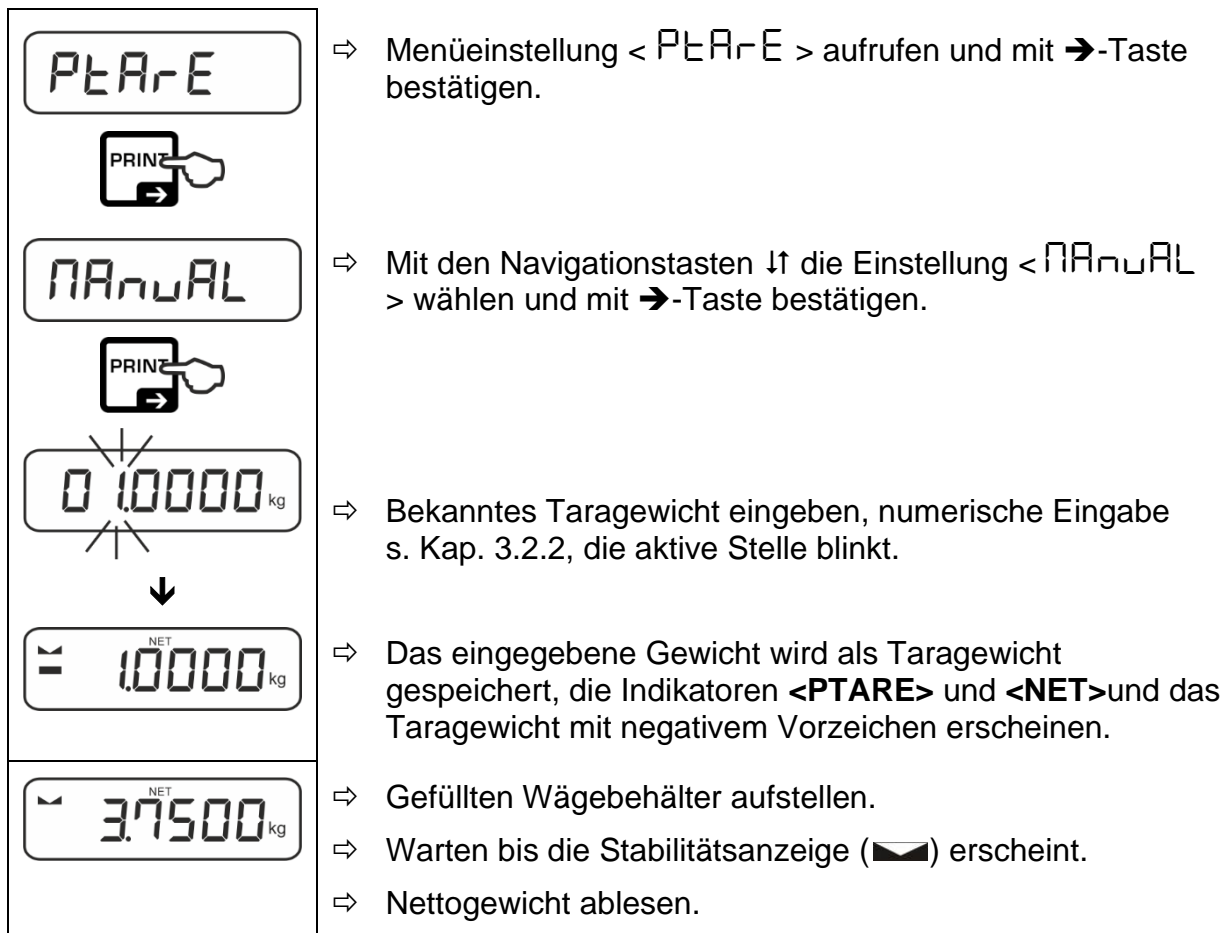 PtArE
⇨ Menüeinstellung < PtArE > aufrufen und mit ➔-Taste
bestätigen.
PRINT
➔
MAnuAL
⇨ Mit den Navigationstasten ↓↑ die Einstellung < MAnuAL
> wählen und mit ➔-Taste bestätigen.
PRINT
➔
01.0000 kg
⇨ Bekanntes Taragewicht eingeben, numerische Eingabe
s. Kap. 3.2.2, die aktive Stelle blinkt.
NET
- 1.0000 kg
⇨ Das eingegebene Gewicht wird als Taragewicht
gespeichert, die Indikatoren <PTARE> und <NET>und das
Taragewicht mit negativem Vorzeichen erscheinen.
NET
3.7500 kg
⇨ Gefüllten Wägebehälter aufstellen.
⇨ Warten bis die Stabilitätsanzeige () erscheint.
⇨ Nettogewicht ablesen.